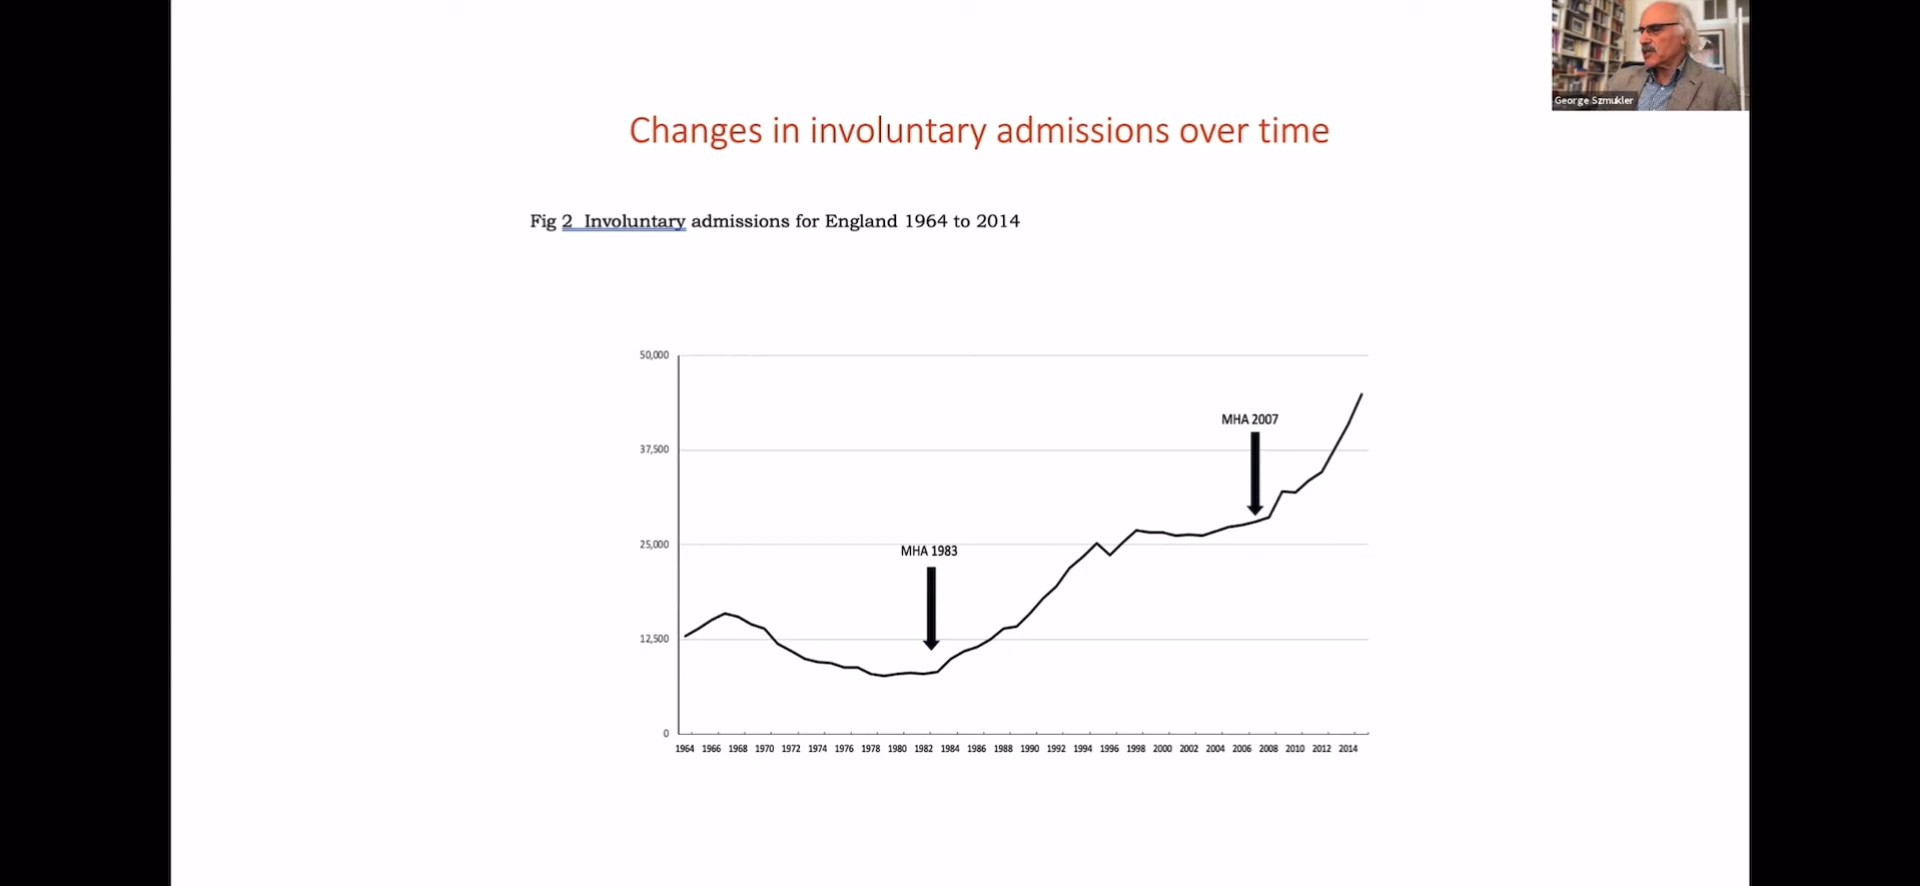 George Szmukler
Changes in involuntary admissions over time
Fig 2 Involuntary admissions for England 1964 to 2014
50,000
MHA 2007
37,500
25,000
MHA 1983
12,500
0
1964 1966 1968 1970 1972 1974 1976 1978 1980 1982 1984 1986 1988 1990 1992 1994 1996 1998 2000 2002 2004 2006 2008 2010 2012 2014